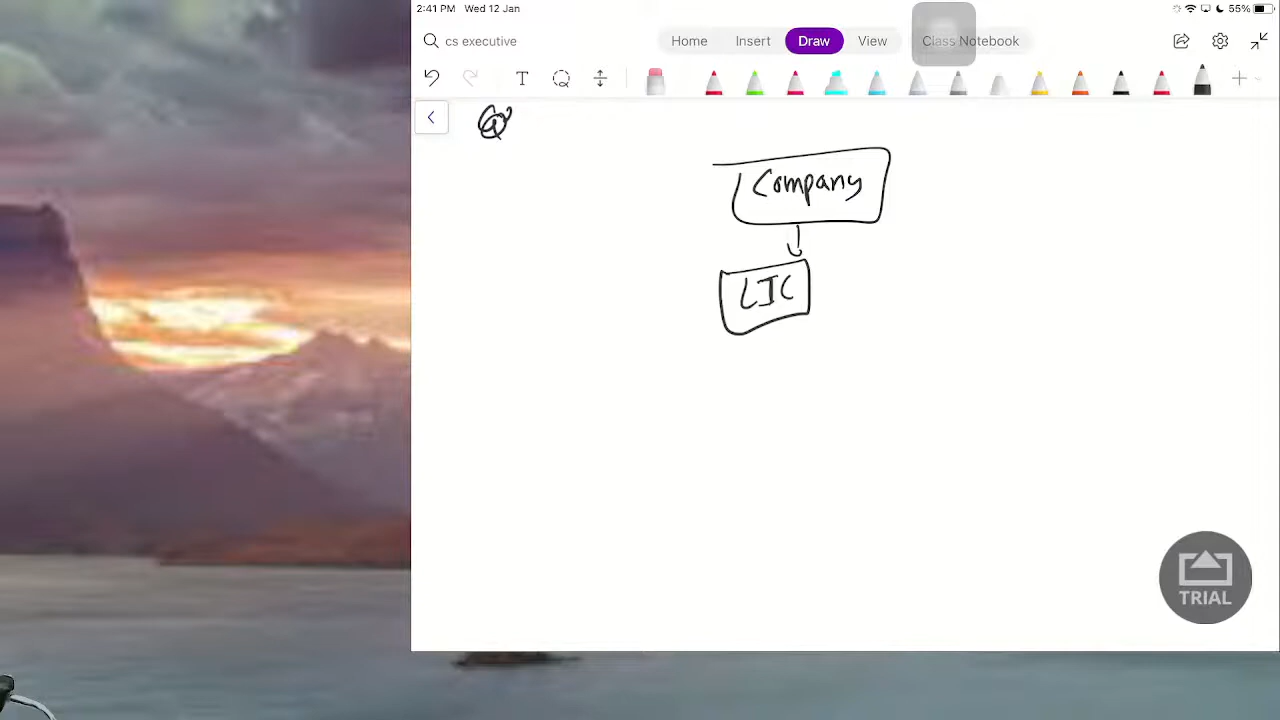 2:41 PM Wed 12 Jan
55%
cs executive
Home Insert Draw View Class Notebook
T
Company
LIC
TRIAL